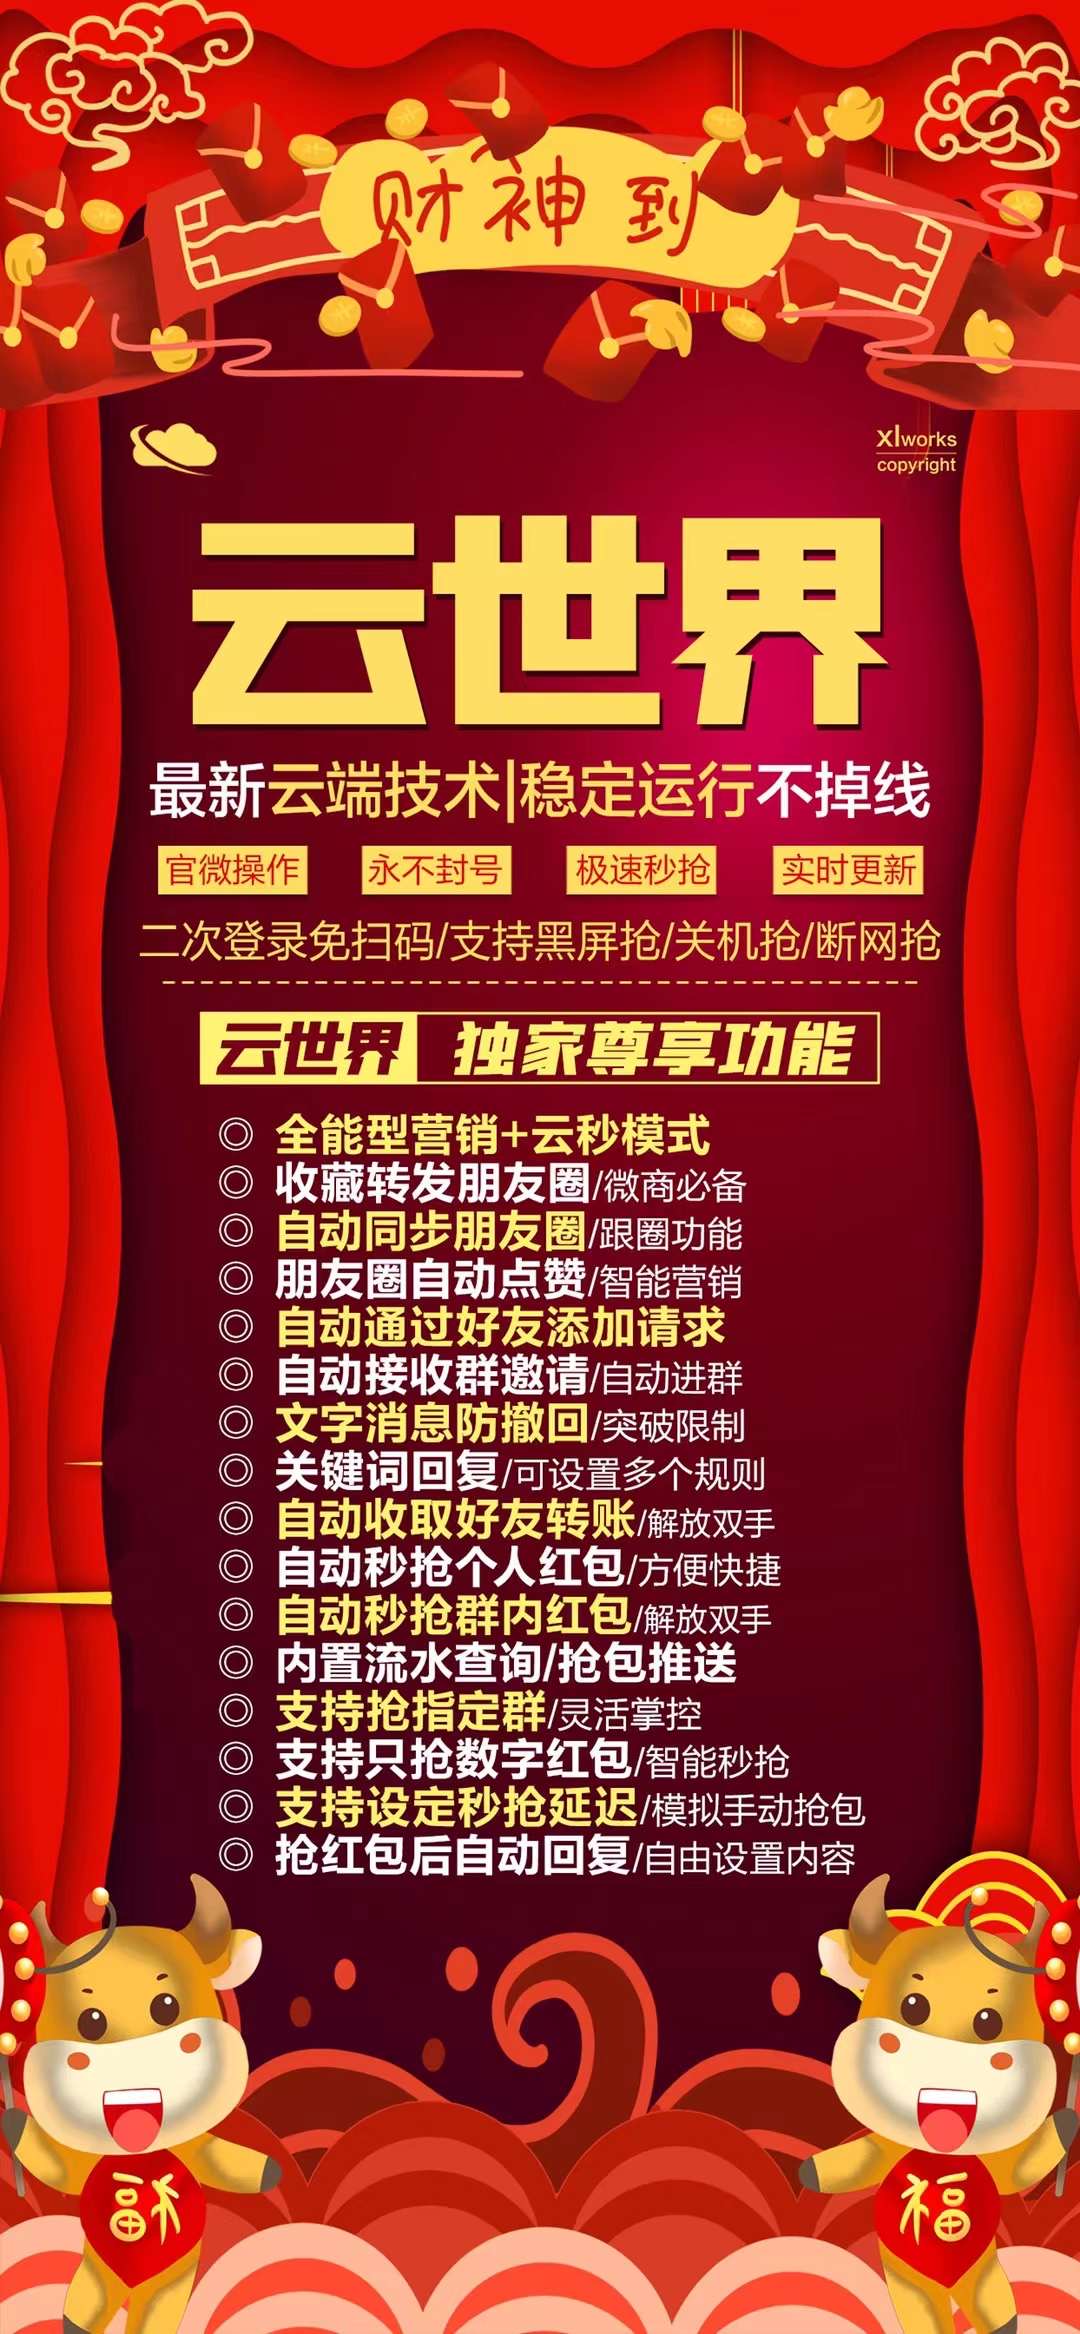 财神到
xlworks
copyright
云世界
最新云端技术|稳定运行不掉线
官微操作 永不封号 极速秒抢 实时更新
二次登录免扫码/支持黑屏抢/关机抢/断网抢
云世界 独家尊享功能
◎ 全能型营销+云秒模式
◎ 收藏转发朋友圈/微商必备
◎ 自动同步朋友圈/跟圈功能
◎ 朋友圈自动点赞/智能营销
◎ 自动通过好友添加请求
◎ 自动接收群邀请/自动进群
◎ 文字消息防撤回/突破限制
◎ 关键词回复/可设置多个规则
◎ 自动收取好友转账/解放双手
◎ 自动秒抢个人红包/方便快捷
◎ 自动秒抢群内红包/解放双手
◎ 内置流水查询/抢包推送
◎ 支持抢指定群/灵活掌控
◎ 支持只抢数字红包/智能秒抢
◎ 支持设定秒抢延迟/模拟手动抢包
◎ 抢红包后自动回复/自由设置内容
福 福